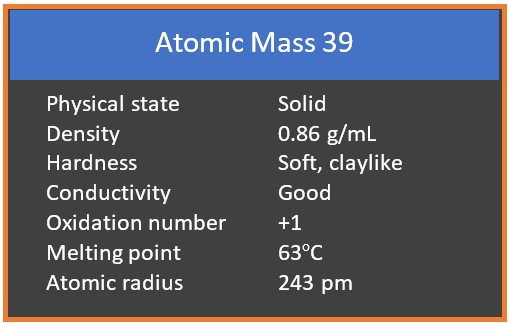 Atomic Mass 39
Physical state Solid
Density 0.86 g/mL
Hardness Soft, claylike
Conductivity Good
Oxidation number +1
Melting point 63°C
Atomic radius 243 pm